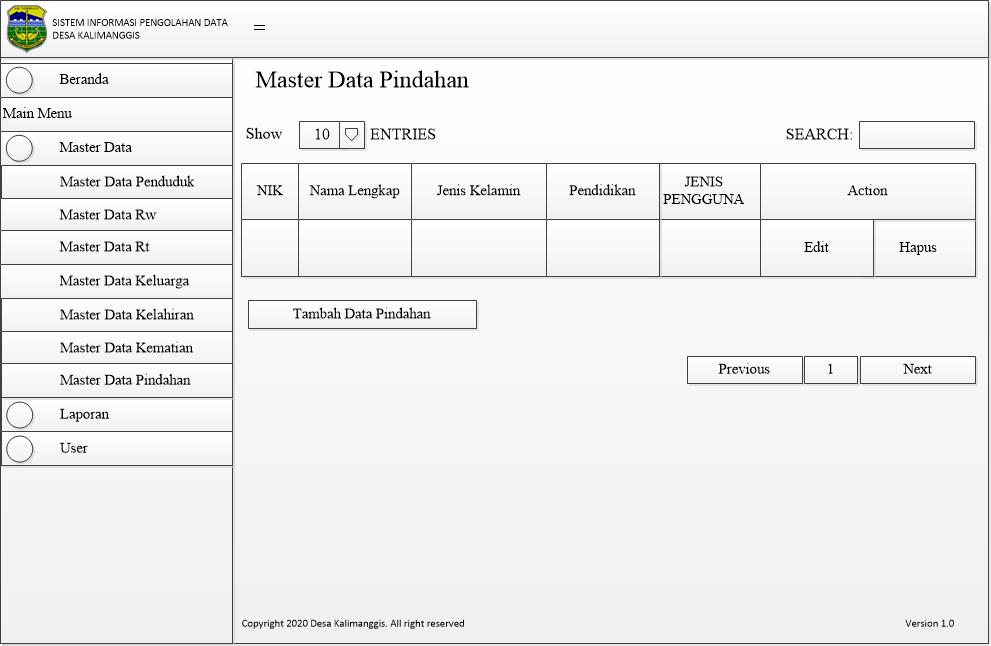 SISTEM INFORMASI PENGOLAHAN DATA
DESA KALIMANGGIS
Beranda
Main Menu
Master Data
Master Data Penduduk
Master Data Rw
Master Data Rt
Master Data Keluarga
Master Data Kelahiran
Master Data Kematian
Master Data Pindahan
Laporan
User
Master Data Pindahan
Show 10 ENTRIES
SEARCH:
NIK Nama Lengkap Jenis Kelamin Pendidikan JENIS PENGGUNA Action
Edit Hapus
Tambah Data Pindahan
Previous 1 Next
Copyright 2020 Desa Kalimanggis. All right reserved
Version 1.0